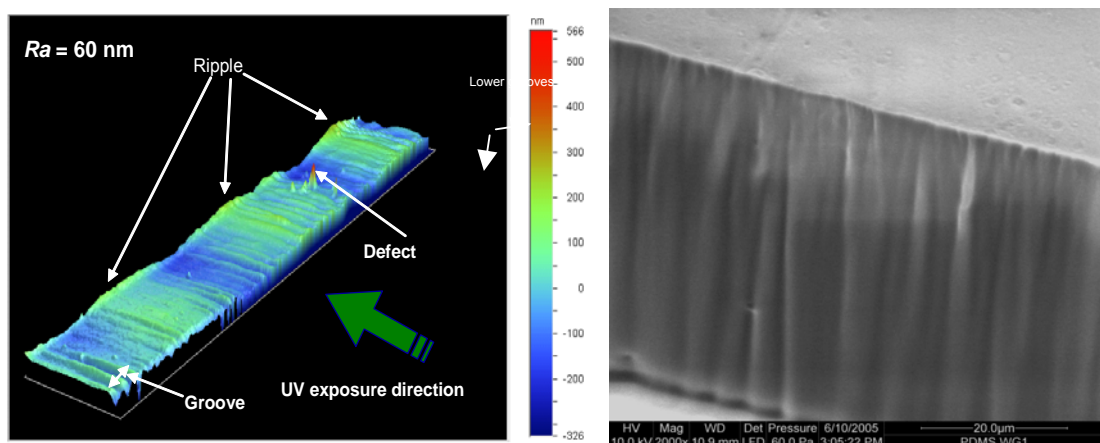 Ra = 60 nm
Ripple
Defect
UV exposure direction
Groove
Lower
oves
nm
566
400
300
200
100
0
-100
-200
-326
HV Mag WD Det Pressure 6/10/2005 20.0µm
10.0 kV 2000x 10.9 mm LFD 60.0 Pa 3:05:22 PM PDMS WG1